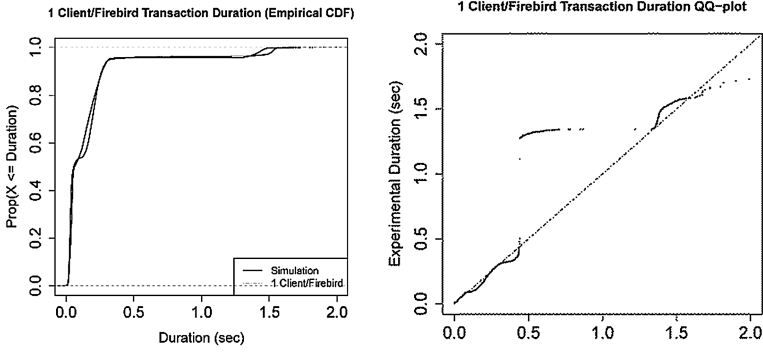 1 Client/Firebird Transaction Duration (Empirical CDF)
Prop(X <= Duration)
1.0
0.8
0.6
0.4
0.2
0.0
Simulation
1 Client/Firebird
0.0 0.5 1.0 1.5 2.0
Duration (sec)
1 Client/Firebird Transaction Duration QQ-plot
Experimental Duration (sec)
2.0
1.5
1.0
0.5
0.0
0.0 0.5 1.0 1.5 2.0